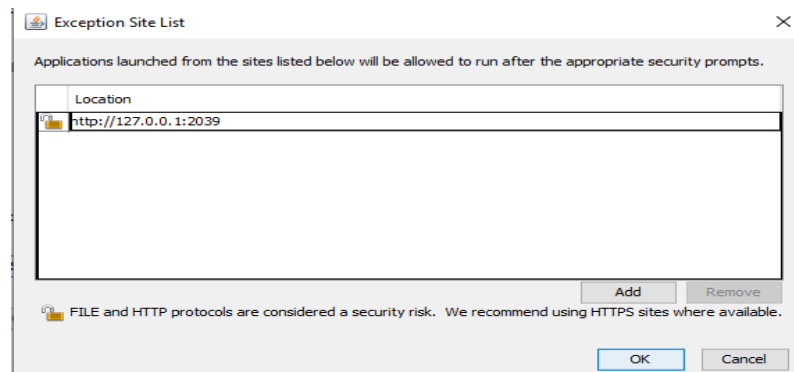 Exception Site List
Applications launched from the sites listed below will be allowed to run after the appropriate security prompts.
Location
http://127.0.0.1:2039
Add Remove
FILE and HTTP protocols are considered a security risk. We recommend using HTTPS sites where available.
OK Cancel